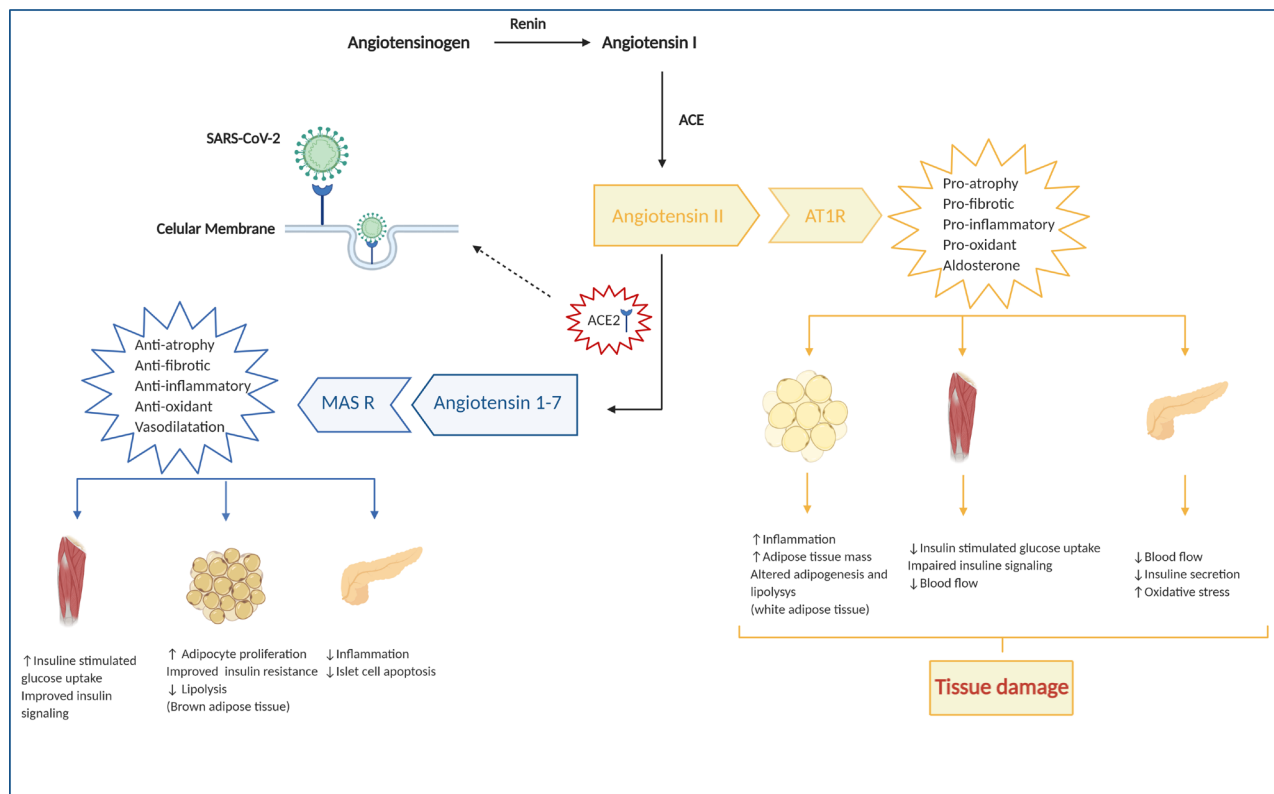 Renin
Angiotensinogen
Angiotensin I
ACE
SARS-CoV-2
Celular Membrane
Angiotensin II
AT1R
Pro-atrophy
Pro-fibrotic
Pro-inflammatory
Pro-oxidant
Aldosterone
ACE2
Anti-atrophy
Anti-fibrotic
Anti-inflammatory
Anti-oxidant
Vasodilatation
MAS R
Angiotensin 1-7
↑Inflammation
↑Adipose tissue mass
Altered adipogenesis and
lipolysys
(white adipose tissue)
↓Insulin stimulated glucose uptake
Impaired insuline signaling
↓Blood flow
↓Blood flow
↓Insuline secretion
↑Oxidative stress
↑Insuline stimulated
glucose uptake
Improved insulin
signaling
↑ Adipocyte proliferation
Improved insulin resistance
↓ Lipolysis
(Brown adipose tissue)
↓Inflammation
↓Islet cell apoptosis
Tissue damage